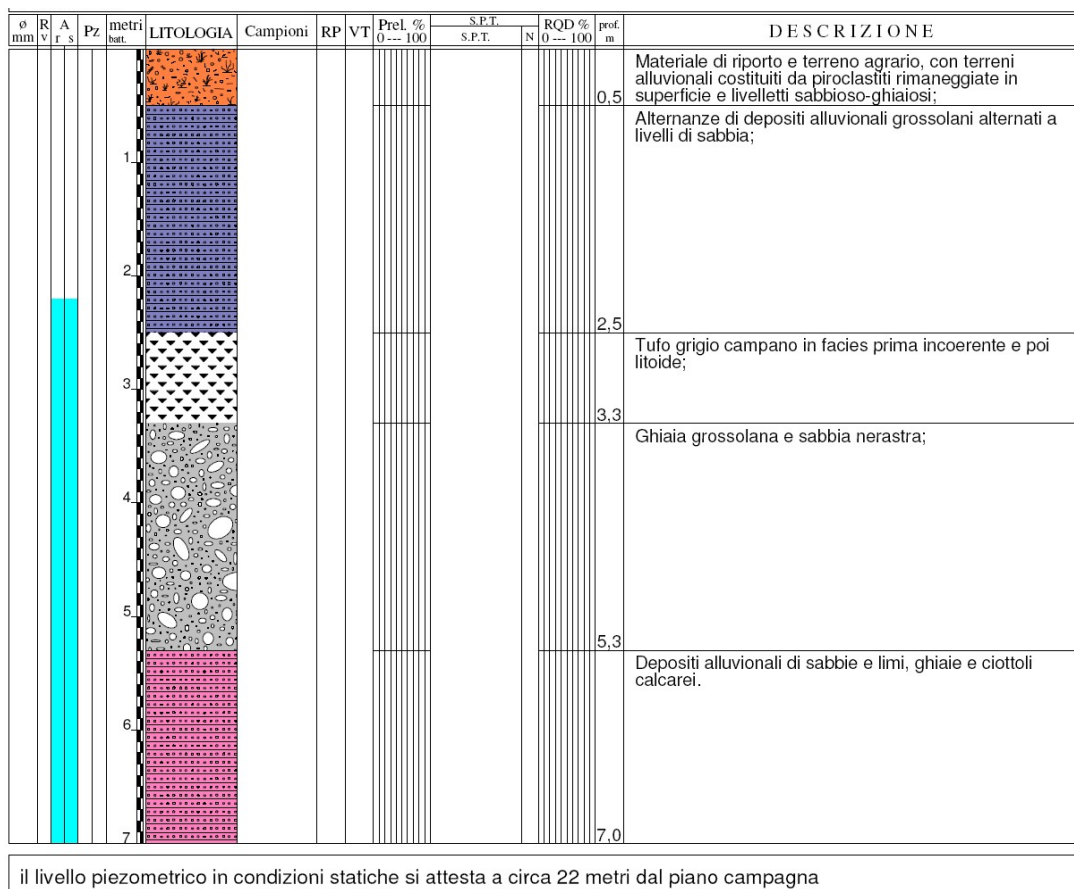 ø mm R v A r s Pz metri batt. LITOLOGIA Campioni RP VT Prel. % 0 --- 100 S.P.T. S.P.T. N RQD % 0 --- 100 prof. m DESCRIZIONE
Materiale di riporto e terreno agrario, con terreni
alluvionali costituiti da piroclastiti rimaneggiate in
superficie e livelletti sabbioso-ghiaiosi;
0,5
Alternanze di depositi alluvionali grossolani alternati a
livelli di sabbia;
1
2
2,5
Tufo grigio campano in facies prima incoerente e poi
litoide;
3
3,3
Ghiaia grossolana e sabbia nerastra;
4
5
5,3
Depositi alluvionali di sabbie e limi, ghiaie e ciottoli
calcarei.
6
7
7,0
il livello piezometrico in condizioni statiche si attesta a circa 22 metri dal piano campagna